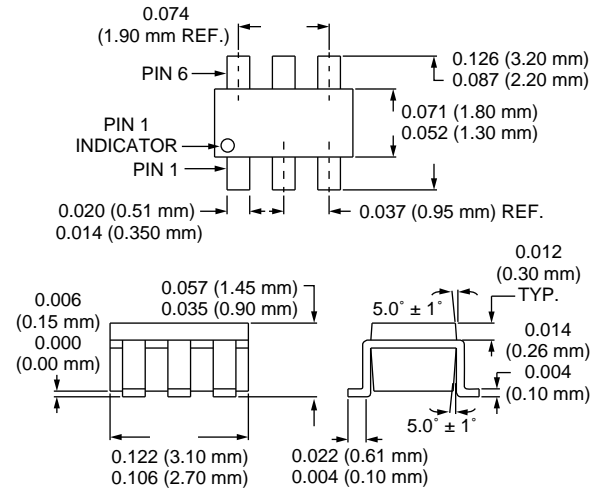 0.074
(1.90 mm REF.)
PIN 6
0.126 (3.20 mm)
0.087 (2.20 mm)
0.071 (1.80 mm)
0.052 (1.30 mm)
PIN 1
INDICATOR
PIN 1
0.020 (0.51 mm)
0.014 (0.350 mm)
0.037 (0.95 mm) REF.
0.006
(0.15 mm)
0.000
(0.00 mm)
0.057 (1.45 mm)
0.035 (0.90 mm)
0.122 (3.10 mm)
0.106 (2.70 mm)
0.012
(0.30 mm)
TYP.
5.0° ± 1°
0.014
(0.26 mm)
0.004
(0.10 mm)
5.0° ± 1°
0.022 (0.61 mm)
0.004 (0.10 mm)